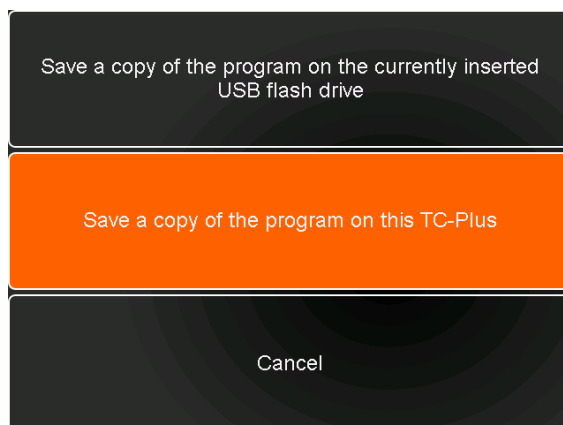 Save a copy of the program on the currently inserted
USB flash drive
Save a copy of the program on this TC-Plus
Cancel